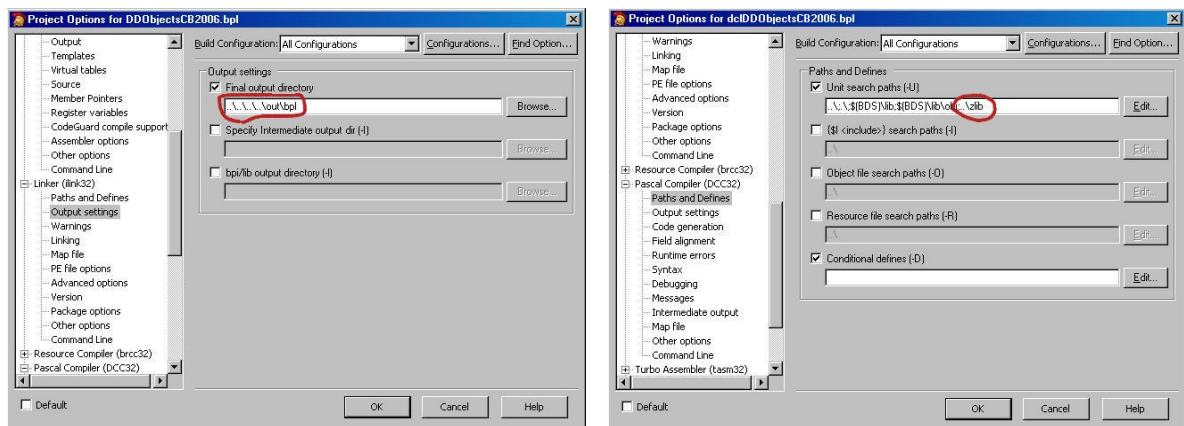 Project Options for DDObjectsCB2006.bpl
Output
Templates
Virtual tables
Source
Member Pointers
Register variables
CodeGuard compile support
Assembler options
Other options
Command Line
Linker (ilink32)
Paths and Defines
Output settings
Warnings
Linking
Map file
PE file options
Advanced options
Version
Package options
Other options
Command Line
Resource Compiler (brcc32)
Pascal Compiler (DCC32)
Build Configuration: All Configurations
Configurations...
Find Option...
Output settings
Final output directory
..\..\..\..\out\bpl
Browse...
Specify Intermediate output dir (-I)
Browse...
bpi/lib output directory (-l)
Browse...
Default
OK
Cancel
Help
Project Options for dclDDObjectsCB2006.bpl
Warnings
Linking
Map file
PE file options
Advanced options
Version
Package options
Other options
Command Line
Resource Compiler (brcc32)
Pascal Compiler (DCC32)
Paths and Defines
Output settings
Code generation
Field alignment
Runtime errors
Syntax
Debugging
Messages
Intermediate output
Map file
Other options
Command Line
Turbo Assembler (tasm32)
Build Configuration: All Configurations
Configurations...
Find Option...
Paths and Defines
Unit search paths (-U)
..\;.\;$(BDS)\lib;$(BDS)\lib\obj;..\zlib
Edit...
{$I <include>} search paths (-I)
..\
Edit...
Object file search paths (-O)
..\
Edit...
Resource file search paths (-R)
..\
Edit...
Conditional defines (-D)
Edit...
Default
OK
Cancel
Help